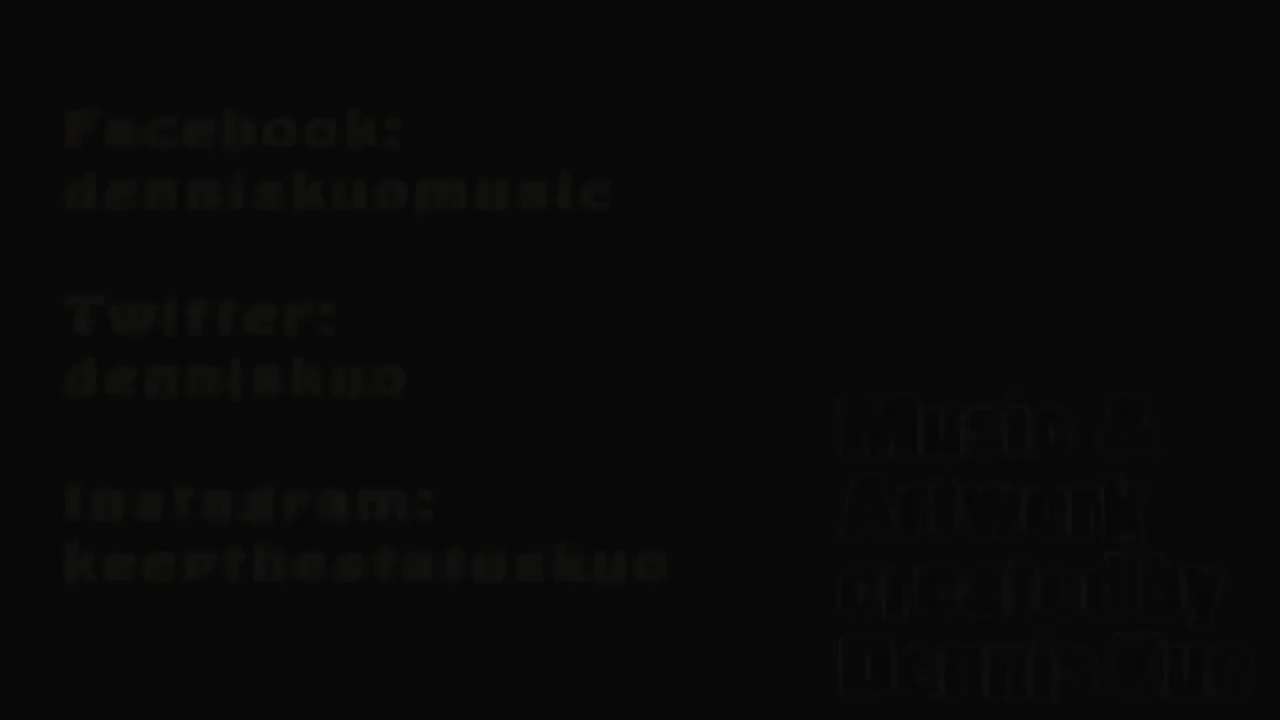 Facebook:
denniskuomusic
Twitter:
denniskuo
Instagram:
keepthestatuskuo
Music &
Artwork
created by
Dennis Kuo